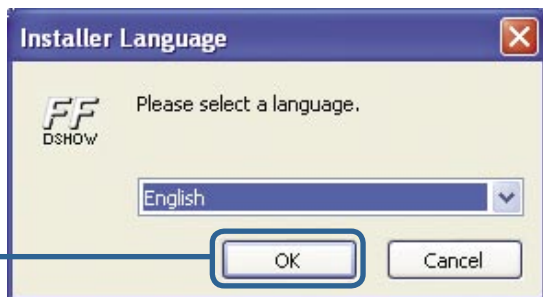 Installer Language
FF
DSHOW
Please select a language.
English
OK
Cancel